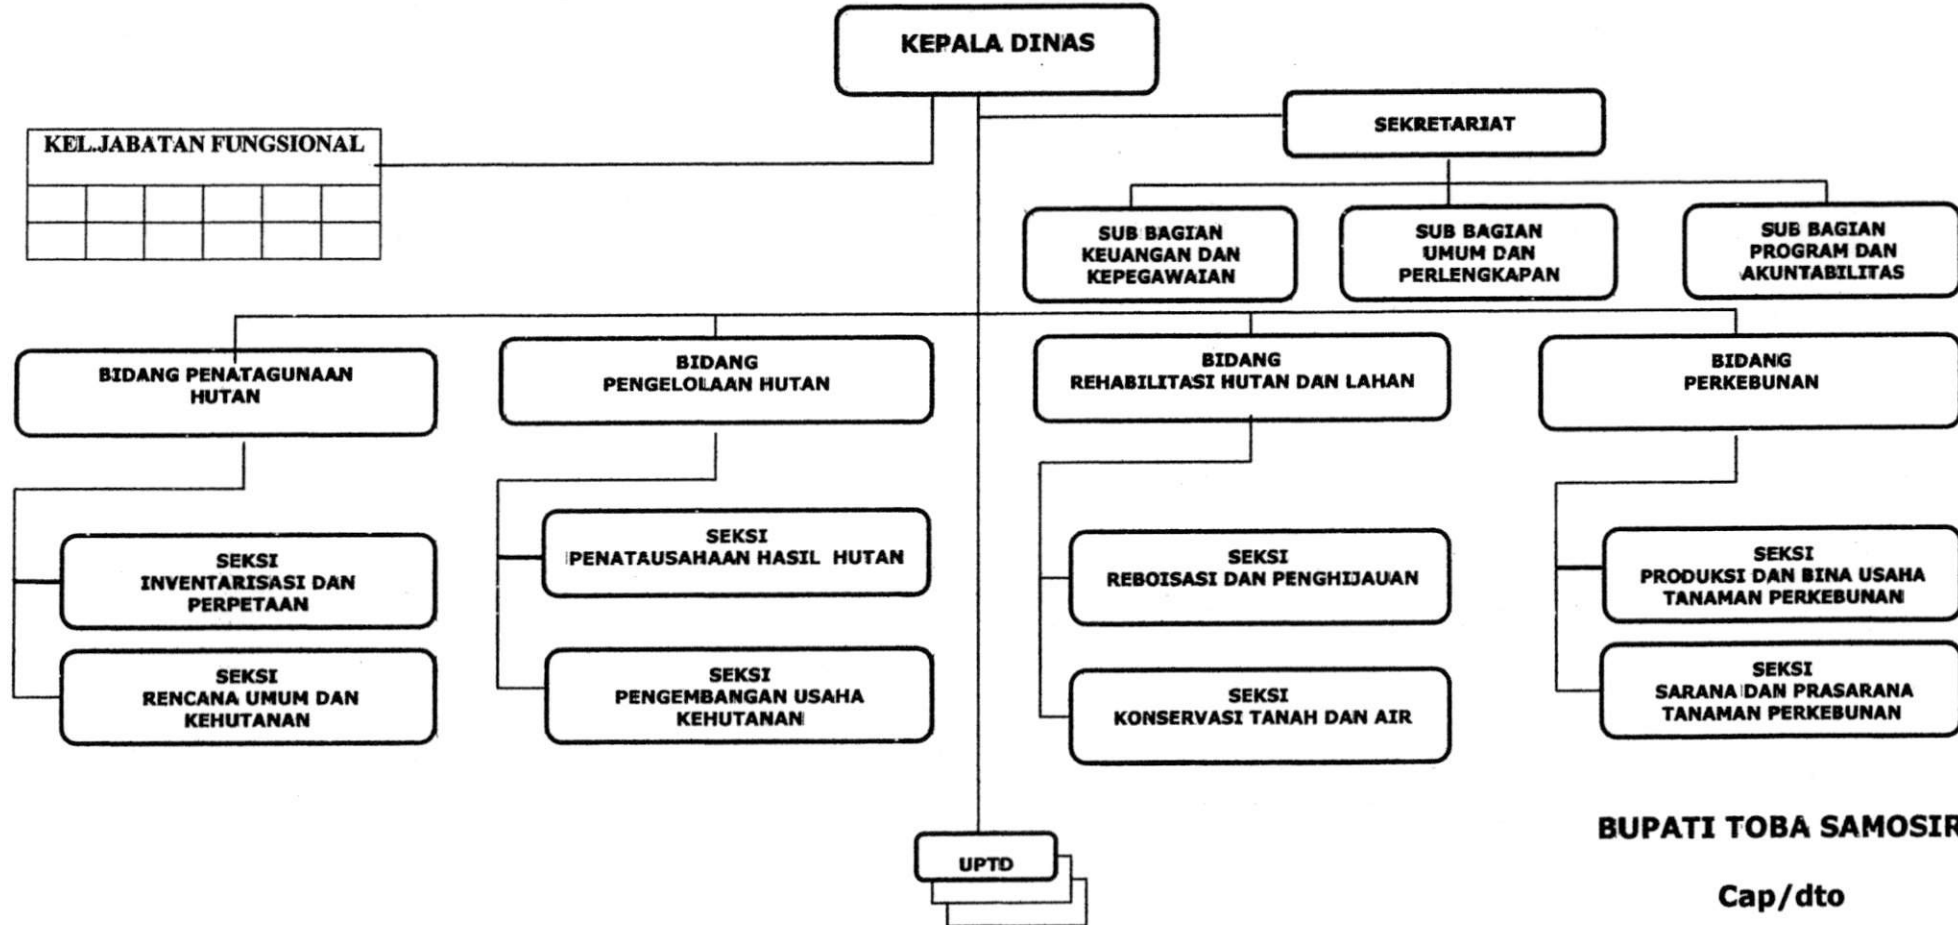 KEPALA DINAS
SEKRETARIAT
KEL.JABATAN FUNGSIONAL
SUB BAGIAN
KEUANGAN DAN
KEPEGAWAIAN
SUB BAGIAN
UMUM DAN
PERLENGKAPAN
SUB BAGIAN
PROGRAM DAN
AKUNTABILITAS
BIDANG PENATAGUNAAN
HUTAN
BIDANG
PENGELOLAAN HUTAN
BIDANG
REHABILITASI HUTAN DAN LAHAN
BIDANG
PERKEBUNAN
SEKSI
INVENTARISASI DAN
PERPETAAN
SEKSI
RENCANA UMUM DAN
KEHUTANAN
SEKSI
PENATAUSAHAAN HASIL HUTAN
SEKSI
PENGEMBANGAN USAHA
KEHUTANAN
SEKSI
REBOISASI DAN PENGHIJAUAN
SEKSI
KONSERVASI TANAH DAN AIR
SEKSI
PRODUKSI DAN BINA USAHA
TANAMAN PERKEBUNAN
SEKSI
SARANA DAN PRASARANA
TANAMAN PERKEBUNAN
UPTD
BUPATI TOBA SAMOSIR
Cap/dto